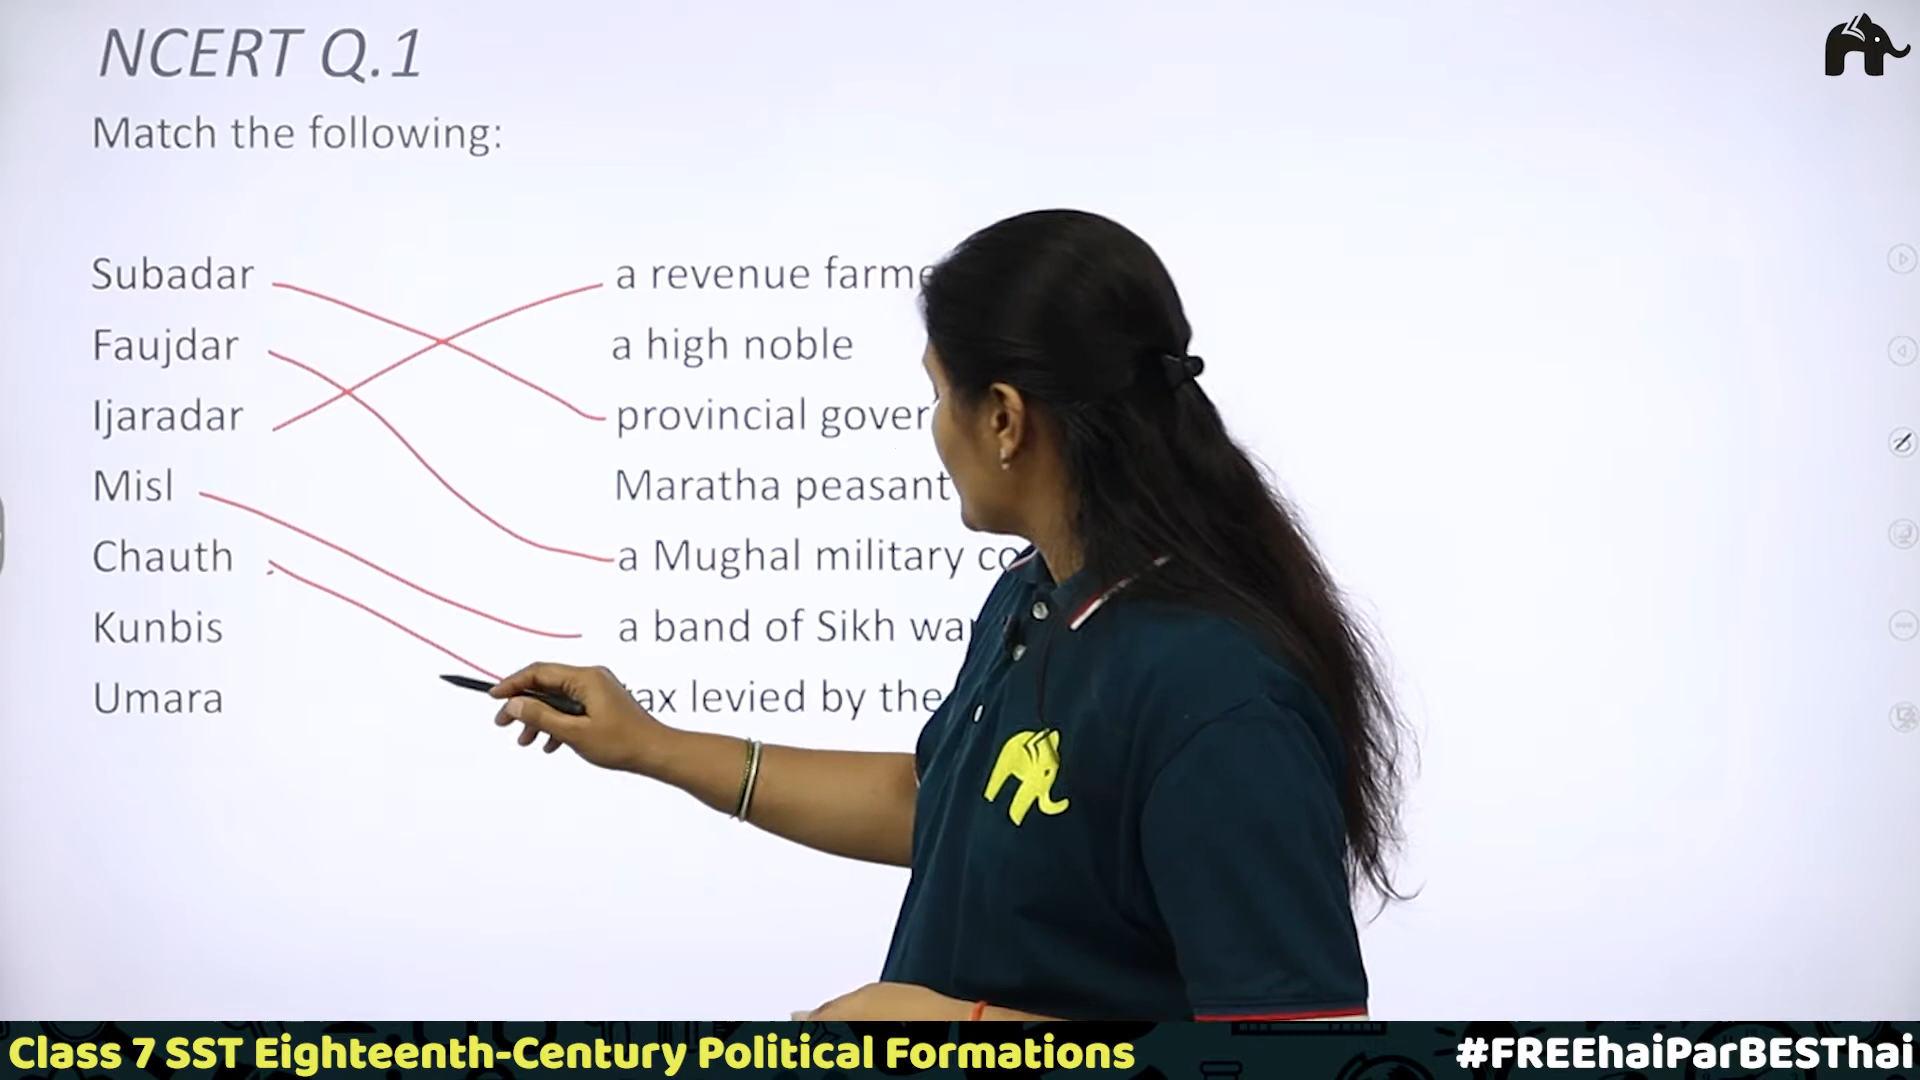 NCERT Q.1
Match the following:
Subadar a revenue farme
Faujdar a high noble
Ijaradar provincial gover
Misl Maratha peasant
Chauth a Mughal military co
Kunbis a band of Sikh wa
Umara tax levied by the
Class 7 SST Eighteenth-Century Political Formations
#FREEhaiParBESThai